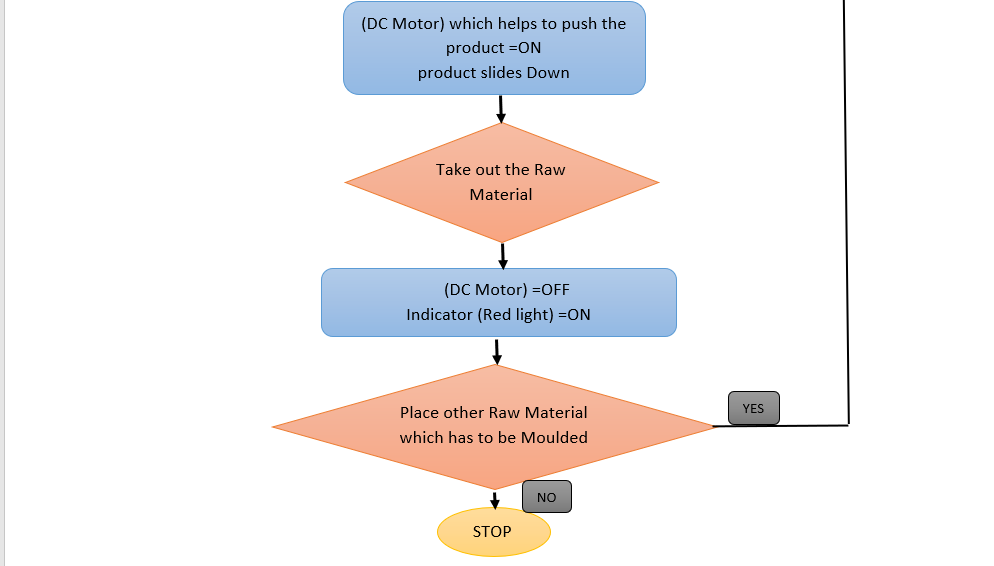 (DC Motor) which helps to push the
product =ON
product slides Down
Take out the Raw
Material
(DC Motor) =OFF
Indicator (Red light) =ON
Place other Raw Material
which has to be Moulded
YES
NO
STOP